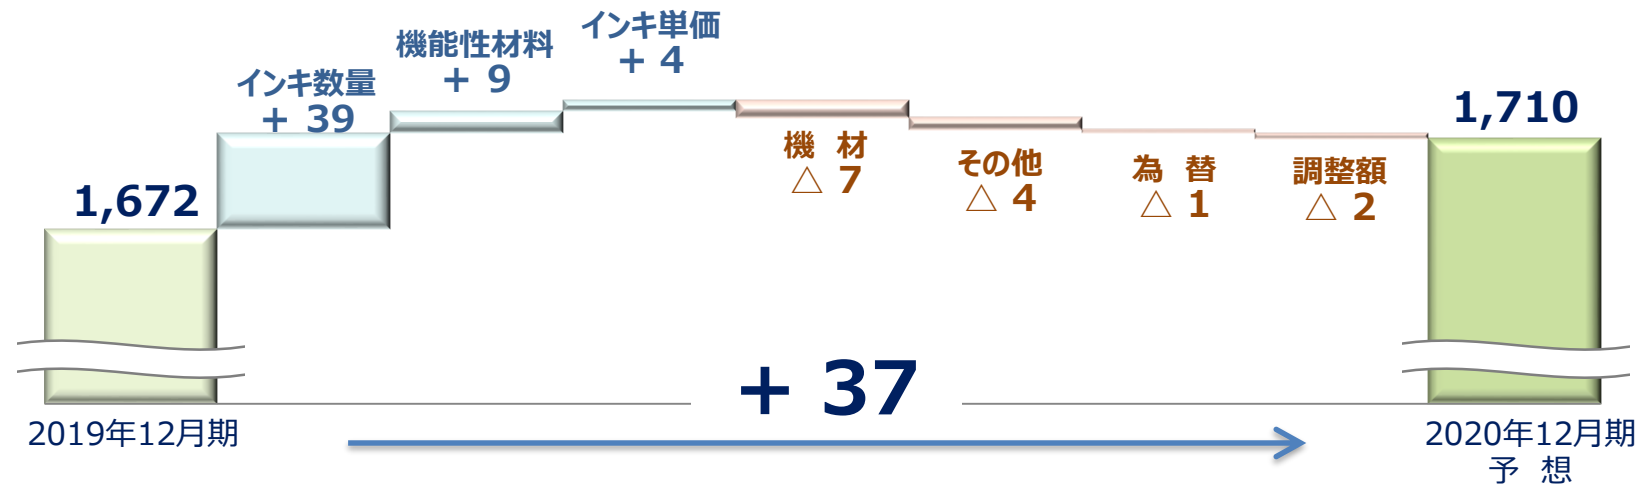 1,672
インキ数量
+ 39
機能性材料
+ 9
インキ単価
+ 4
機 材
△ 7
その他
△ 4
為 替
△ 1
調整額
△ 2
1,710
+ 37
2019年12月期
2020年12月期
予 想